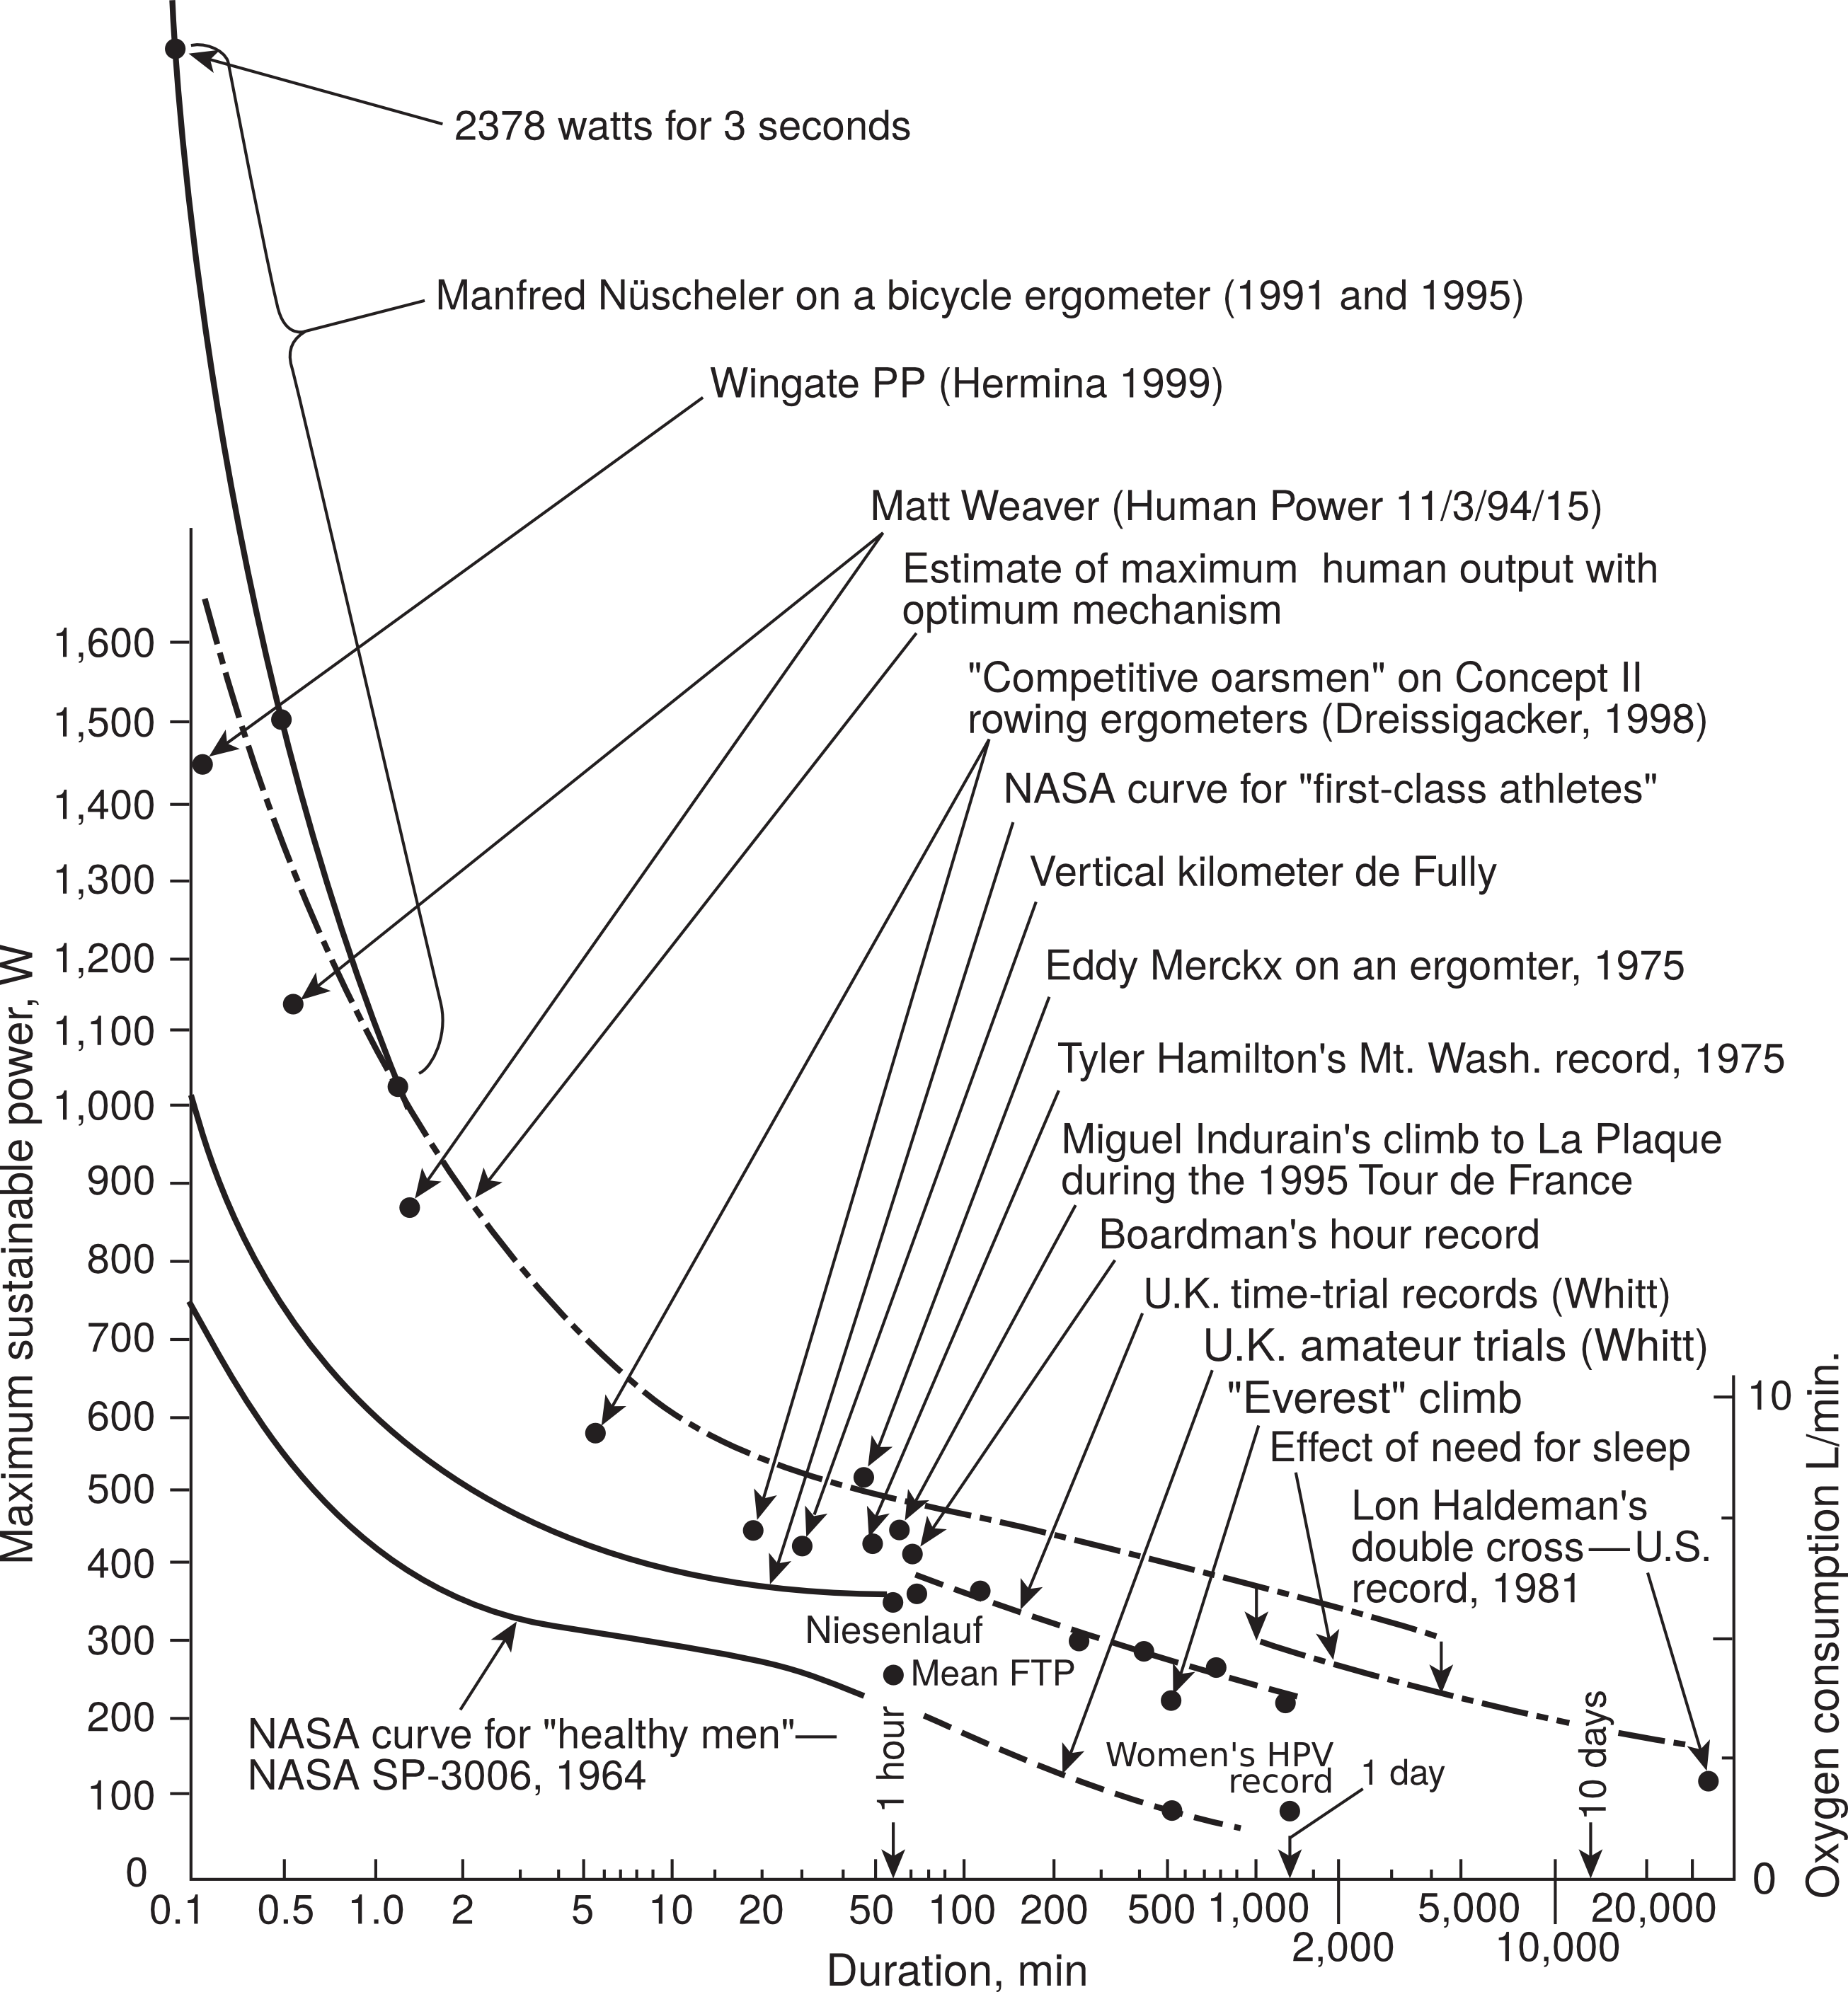 2378 watts for 3 seconds
Manfred Nüscheler on a bicycle ergometer (1991 and 1995)
Wingate PP (Hermina 1999)
Matt Weaver (Human Power 11/3/94/15)
Estimate of maximum human output with
optimum mechanism
"Competitive oarsmen" on Concept II
rowing ergometers (Dreissigacker, 1998)
NASA curve for "first-class athletes"
Vertical kilometer de Fully
Eddy Merckx on an ergomter, 1975
Tyler Hamilton's Mt. Wash. record, 1975
Miguel Indurain's climb to La Plaque
during the 1995 Tour de France
Boardman's hour record
U.K. time-trial records (Whitt)
U.K. amateur trials (Whitt)
"Everest" climb
Effect of need for sleep
Lon Haldeman's
double cross—U.S.
record, 1981
Niesenlauf
Mean FTP
NASA curve for "healthy men"—
NASA SP-3006, 1964
Women's HPV
record
1 day
1 hour
10 days
Maximum sustainable power, W
1,600
1,500
1,400
1,300
1,200
1,100
1,000
900
800
700
600
500
400
300
200
100
0
Oxygen consumption L/min.
10
0
0.1 0.5 1.0 2 5 10 20 50 100 200 500 1,000 5,000 20,000
2,000 10,000
Duration, min